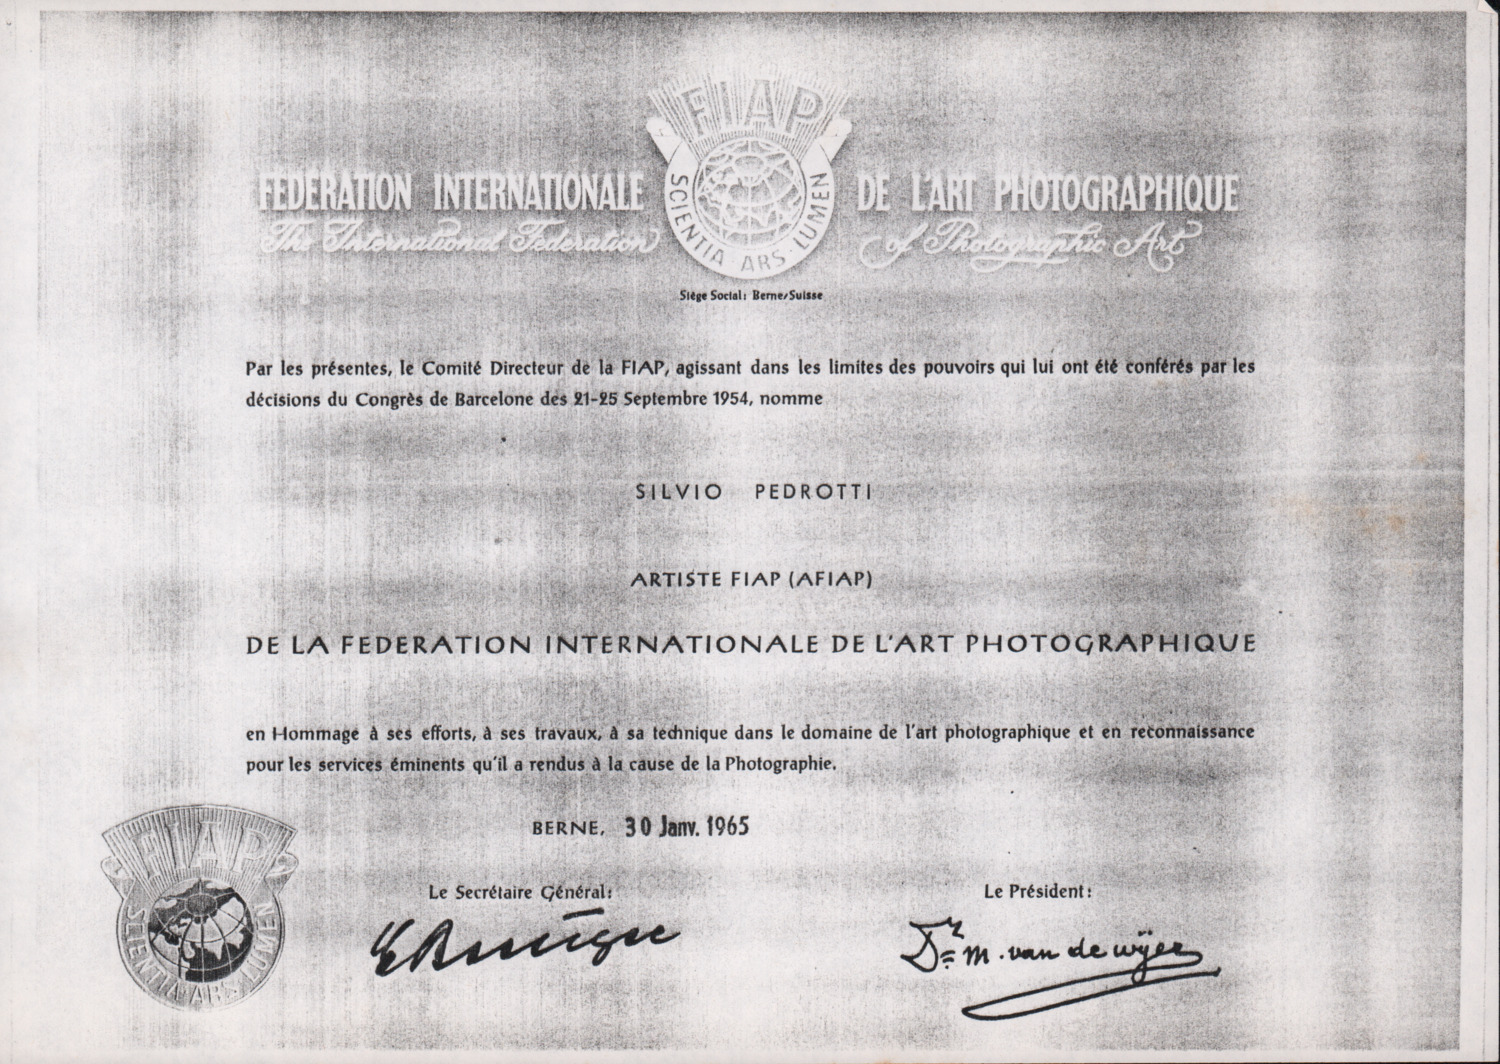 FIAP
SCIENTIA ARS LUMEN
FEDERATION INTERNATIONALE DE L'ART PHOTOGRAPHIQUE
The International Federation of Photographic Art
Siège Social: Berne/Suisse
Par les présentes, le Comité Directeur de la FIAP, agissant dans les limites des pouvoirs qui lui ont été conférés par les
décisions du Congrès de Barcelone des 21-25 Septembre 1954, nomme
SILVIO PEDROTTI
ARTISTE FIAP (AFIAP)
DE LA FEDERATION INTERNATIONALE DE L'ART PHOTOGRAPHIQUE
en Hommage à ses efforts, à ses travaux, à sa technique dans le domaine de l'art photographique et en reconnaissance
pour les services éminents qu'il a rendus à la cause de la Photographie.
BERNE, 30 Janv. 1965
FIAP
SCIENTIA ARS LUMEN
Le Secrétaire Général:
Le Président:
Dr M. van de Wÿer